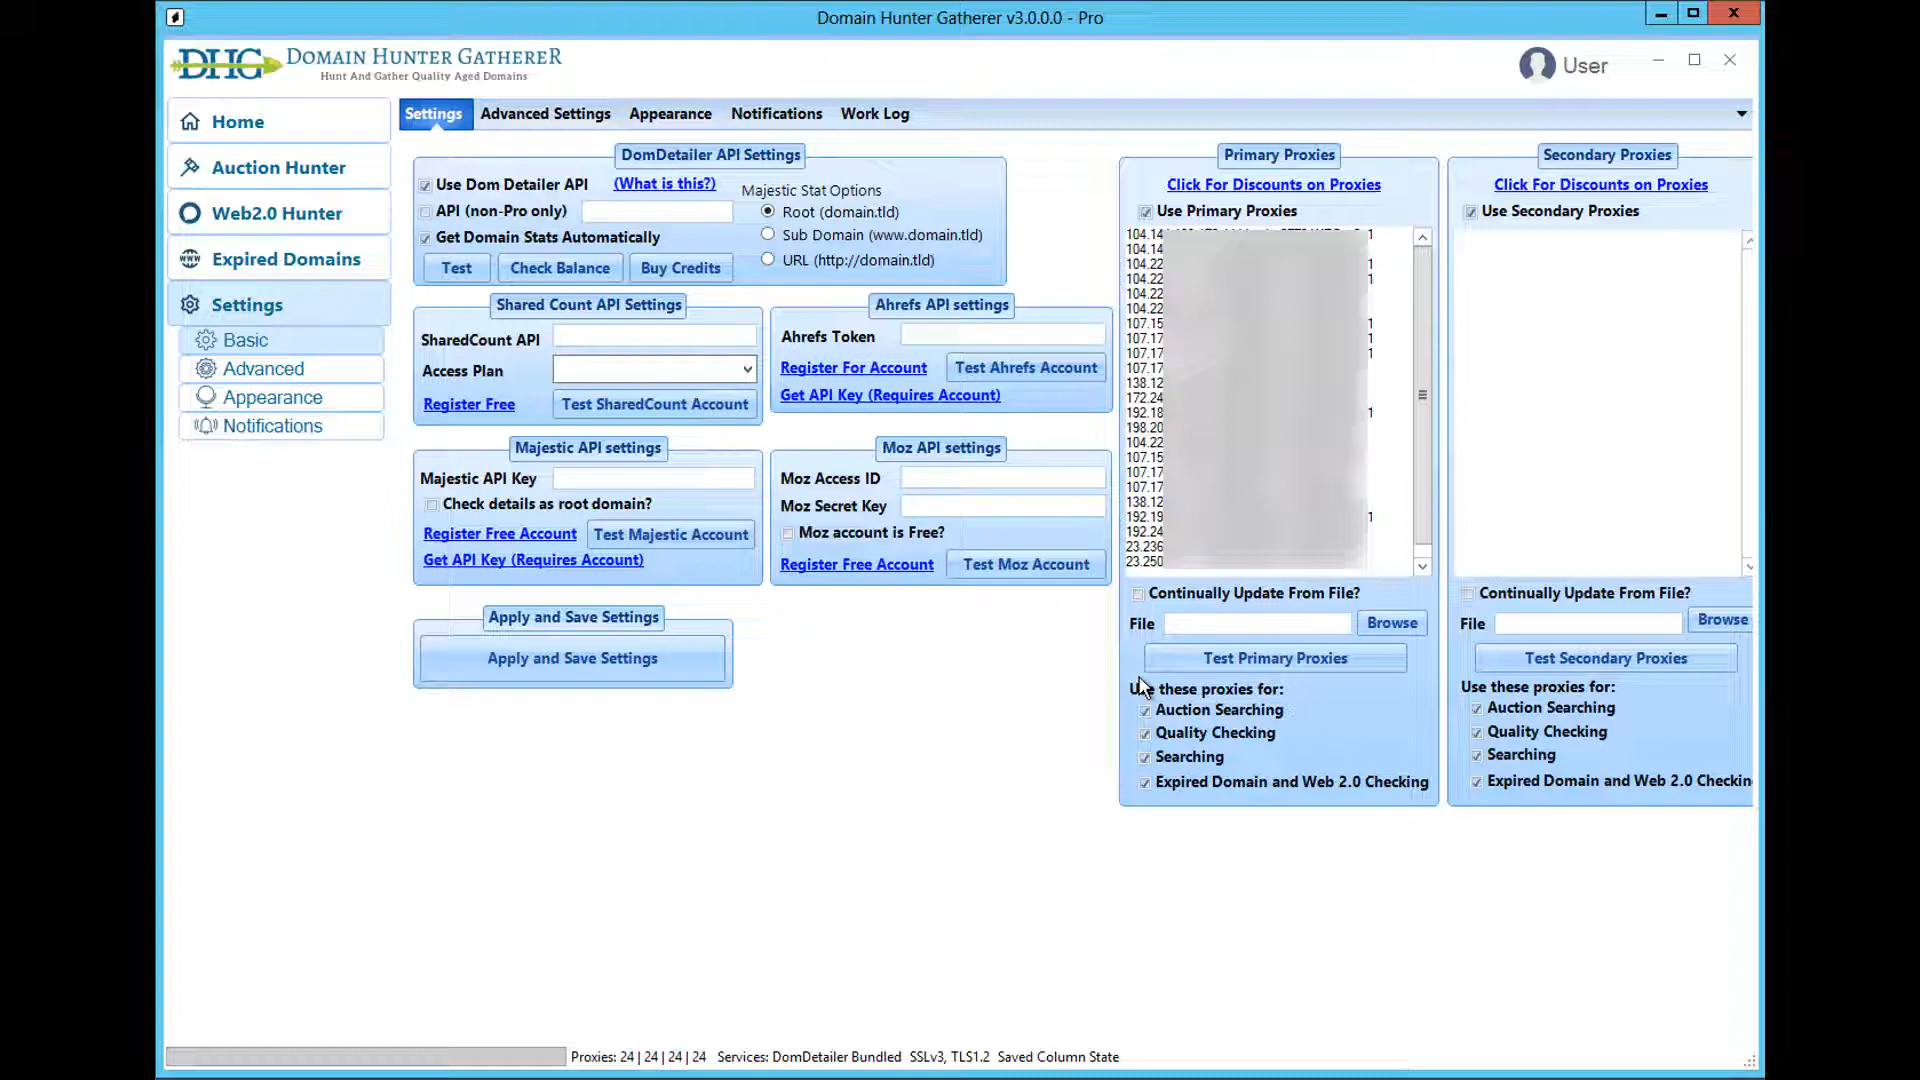 Domain Hunter Gatherer v3.0.0.0 - Pro
DHG DOMAIN HUNTER GATHERER
Hunt And Gather Quality Aged Domains
User
Home
Auction Hunter
Web2.0 Hunter
Expired Domains
Settings
Basic
Advanced
Appearance
Notifications
Settings Advanced Settings Appearance Notifications Work Log
DomDetailer API Settings
Use Dom Detailer API (What is this?)
API (non-Pro only)
Get Domain Stats Automatically
Test Check Balance Buy Credits
Majestic Stat Options
Root (domain.tld)
Sub Domain (www.domain.tld)
URL (http://domain.tld)
Shared Count API Settings
SharedCount API
Access Plan
Register Free Test SharedCount Account
Ahrefs API settings
Ahrefs Token
Register For Account Test Ahrefs Account
Get API Key (Requires Account)
Majestic API settings
Majestic API Key
Check details as root domain?
Register Free Account Test Majestic Account
Get API Key (Requires Account)
Moz API settings
Moz Access ID
Moz Secret Key
Moz account is Free?
Register Free Account Test Moz Account
Apply and Save Settings
Apply and Save Settings
Primary Proxies
Click For Discounts on Proxies
Use Primary Proxies
104.14 1
104.14
104.22 1
104.22 1
104.22
104.22
107.15 1
107.17 1
107.17 1
107.17
138.12
172.24
192.18 1
198.20
104.22
107.15
107.17
107.17
138.12
192.19 1
192.24
23.236
23.250
Continually Update From File?
File Browse
Test Primary Proxies
Use these proxies for:
Auction Searching
Quality Checking
Searching
Expired Domain and Web 2.0 Checking
Secondary Proxies
Click For Discounts on Proxies
Use Secondary Proxies
Continually Update From File?
File Browse
Test Secondary Proxies
Use these proxies for:
Auction Searching
Quality Checking
Searching
Expired Domain and Web 2.0 Checkin
Proxies: 24 | 24 | 24 | 24 Services: DomDetailer Bundled SSLv3, TLS1.2 Saved Column State